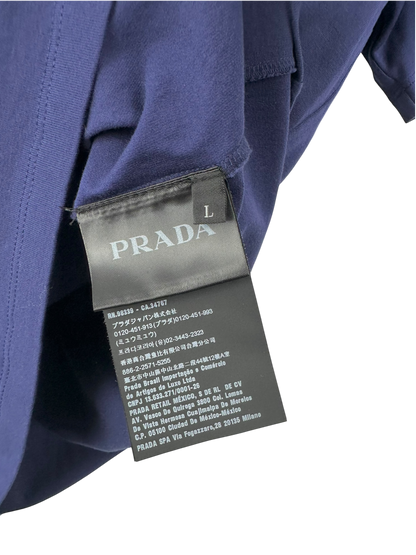 L
PRADA
RN.98330 - CA.34767
プラダジャパン株式会社
0120-451-913(プラダ) 0120-451-993
(ミュウミュウ)
프라다코리아(유) 02-3443-2323
886-2-2571-5255
Prada Brasil Importação e Comércio
de Artigos de Luxo Ltda
CNPJ 13.693.271/0001-26
PRADA RETAIL MÉXICO, S DE RL DE CV
AV. Vasco De Quiroga 3800 Col. Lomas
De Vista Hermosa Cuajimalpa De Morelos
C.P. 05100 Ciudad De México-México
PRADA SPA Via Fogazzaro,28 20135 Milano